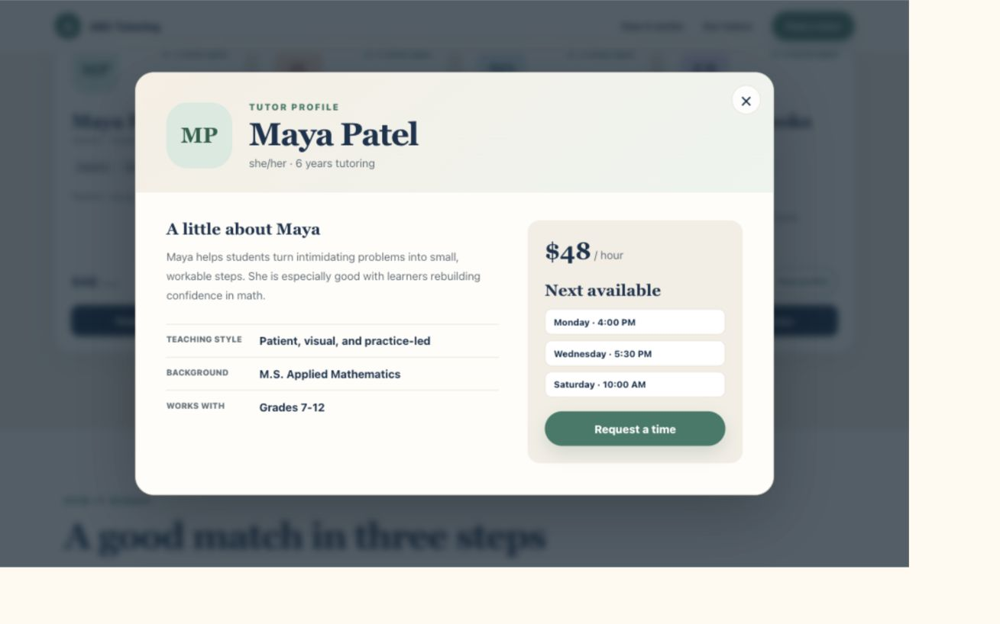 MP
TUTOR PROFILE
Maya Patel
she/her · 6 years tutoring
A little about Maya
Maya helps students turn intimidating problems into small,
workable steps. She is especially good with learners rebuilding
confidence in math.
TEACHING STYLE Patient, visual, and practice-led
BACKGROUND M.S. Applied Mathematics
WORKS WITH Grades 7-12
$48 / hour
Next available
Monday · 4:00 PM
Wednesday · 5:30 PM
Saturday · 10:00 AM
Request a time
A good match in three steps